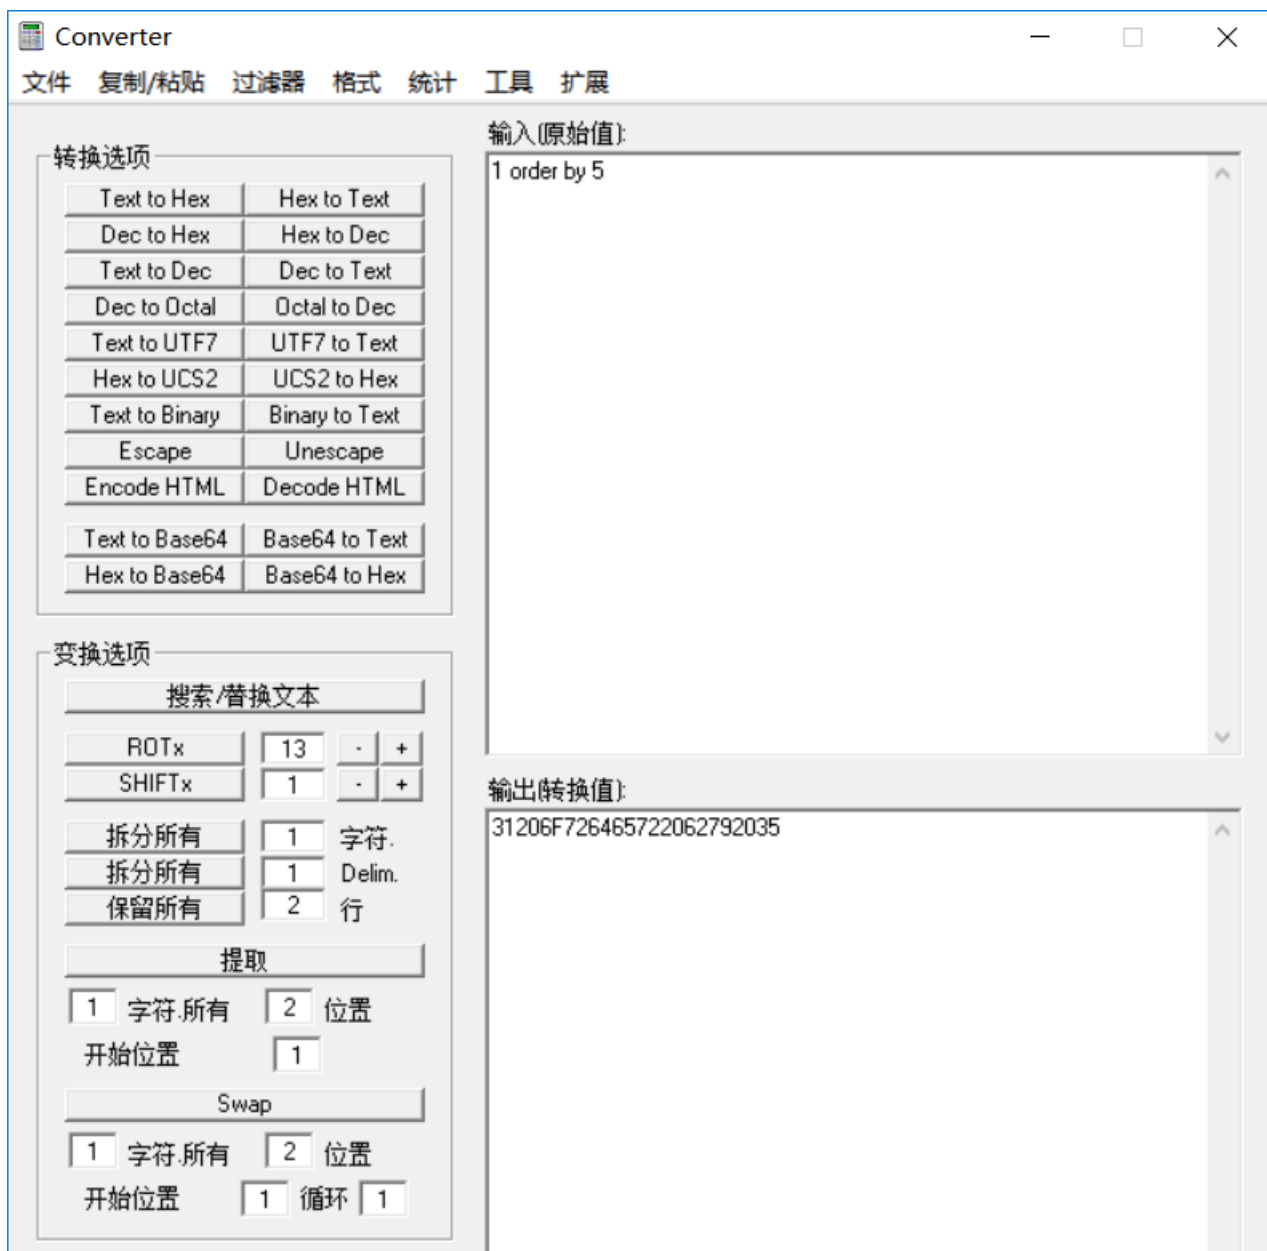 Converter
文件 复制/粘贴 过滤器 格式 统计 工具 扩展
转换选项
Text to Hex Hex to Text
Dec to Hex Hex to Dec
Text to Dec Dec to Text
Dec to Octal Octal to Dec
Text to UTF7 UTF7 to Text
Hex to UCS2 UCS2 to Hex
Text to Binary Binary to Text
Escape Unescape
Encode HTML Decode HTML
Text to Base64 Base64 to Text
Hex to Base64 Base64 to Hex
变换选项
搜索/替换文本
ROTx 13 - +
SHIFTx 1 - +
拆分所有 1 字符.
拆分所有 1 Delim.
保留所有 2 行
提取
1 字符.所有 2 位置
开始位置 1
Swap
1 字符.所有 2 位置
开始位置 1 循环 1
输入(原始值):
1 order by 5
输出(转换值):
31206F726465722062792035